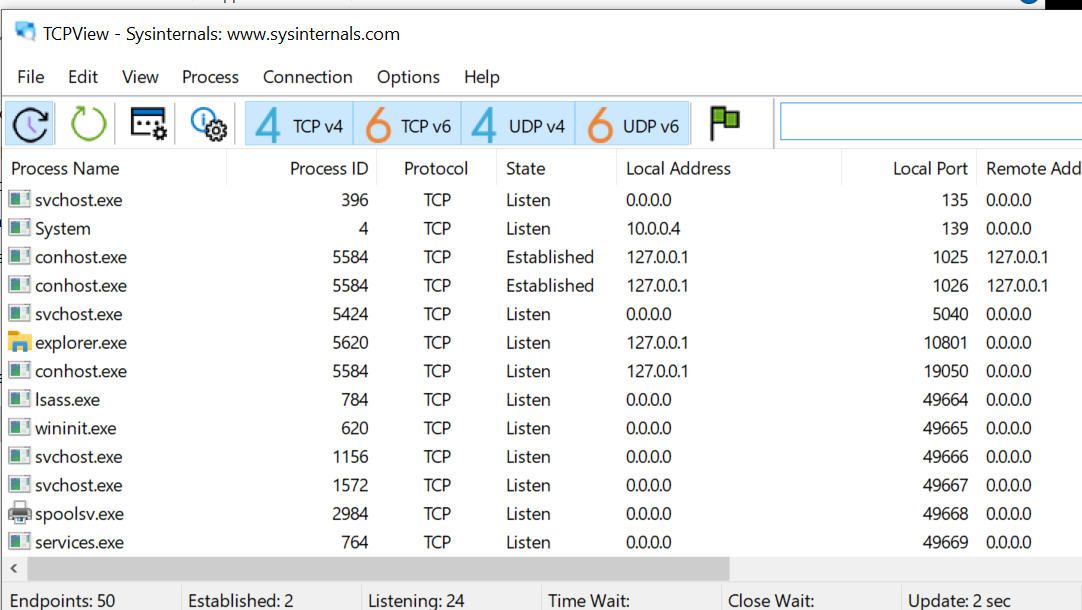 TCPView - Sysinternals: www.sysinternals.com
File Edit View Process Connection Options Help
4 TCP v4 6 TCP v6 4 UDP v4 6 UDP v6
Process Name Process ID Protocol State Local Address Local Port Remote Add
svchost.exe 396 TCP Listen 0.0.0.0 135 0.0.0.0
System 4 TCP Listen 10.0.0.4 139 0.0.0.0
conhost.exe 5584 TCP Established 127.0.0.1 1025 127.0.0.1
conhost.exe 5584 TCP Established 127.0.0.1 1026 127.0.0.1
svchost.exe 5424 TCP Listen 0.0.0.0 5040 0.0.0.0
explorer.exe 5620 TCP Listen 127.0.0.1 10801 0.0.0.0
conhost.exe 5584 TCP Listen 127.0.0.1 19050 0.0.0.0
lsass.exe 784 TCP Listen 0.0.0.0 49664 0.0.0.0
wininit.exe 620 TCP Listen 0.0.0.0 49665 0.0.0.0
svchost.exe 1156 TCP Listen 0.0.0.0 49666 0.0.0.0
svchost.exe 1572 TCP Listen 0.0.0.0 49667 0.0.0.0
spoolsv.exe 2984 TCP Listen 0.0.0.0 49668 0.0.0.0
services.exe 764 TCP Listen 0.0.0.0 49669 0.0.0.0
Endpoints: 50 Established: 2 Listening: 24 Time Wait: Close Wait: Update: 2 sec